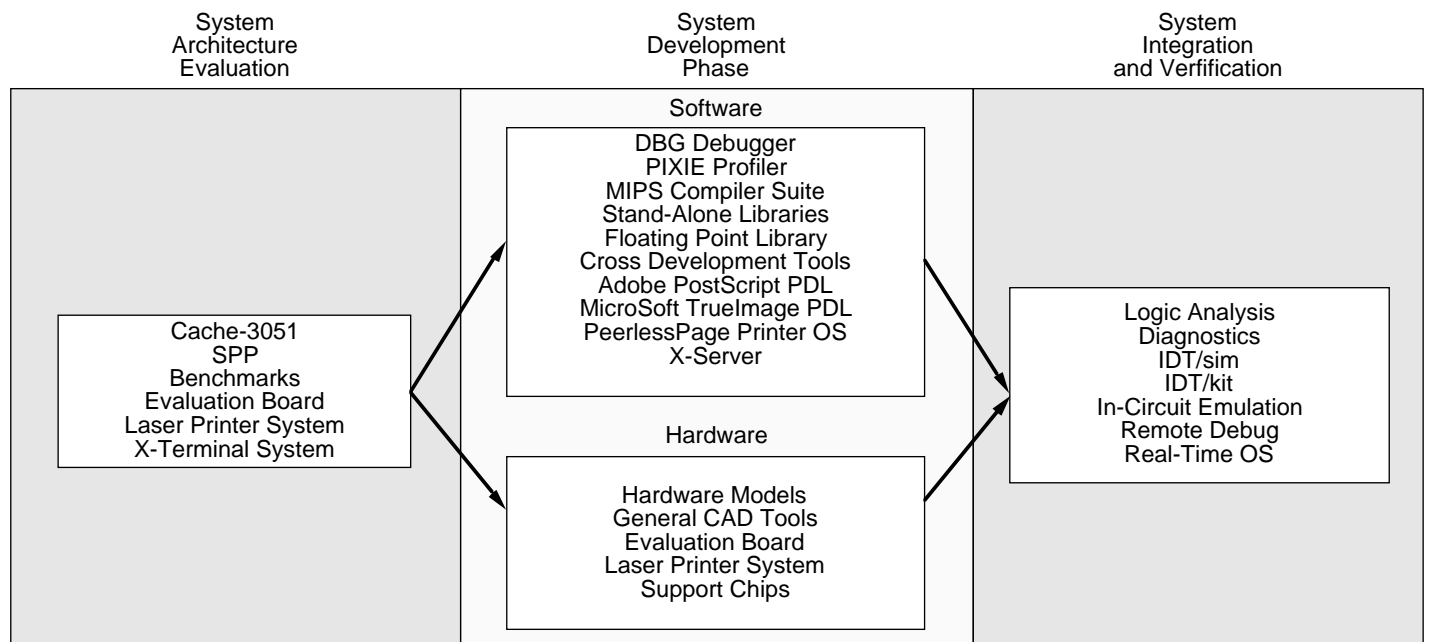 System
Architecture
Evaluation
System
Development
Phase
System
Integration
and Verfification
Cache-3051
SPP
Benchmarks
Evaluation Board
Laser Printer System
X-Terminal System
Software
DBG Debugger
PIXIE Profiler
MIPS Compiler Suite
Stand-Alone Libraries
Floating Point Library
Cross Development Tools
Adobe PostScript PDL
MicroSoft TrueImage PDL
PeerlessPage Printer OS
X-Server
Hardware
Hardware Models
General CAD Tools
Evaluation Board
Laser Printer System
Support Chips
Logic Analysis
Diagnostics
IDT/sim
IDT/kit
In-Circuit Emulation
Remote Debug
Real-Time OS